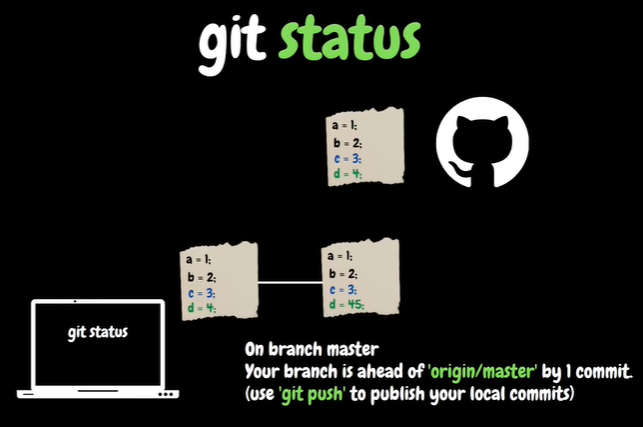 git status
a = 1;
b = 2;
c = 3;
d = 4;
a = 1;
b = 2;
c = 3;
d = 4;
a = 1;
b = 2;
c = 3;
d = 45;
git status
On branch master
Your branch is ahead of 'origin/master' by 1 commit.
(use 'git push' to publish your local commits)